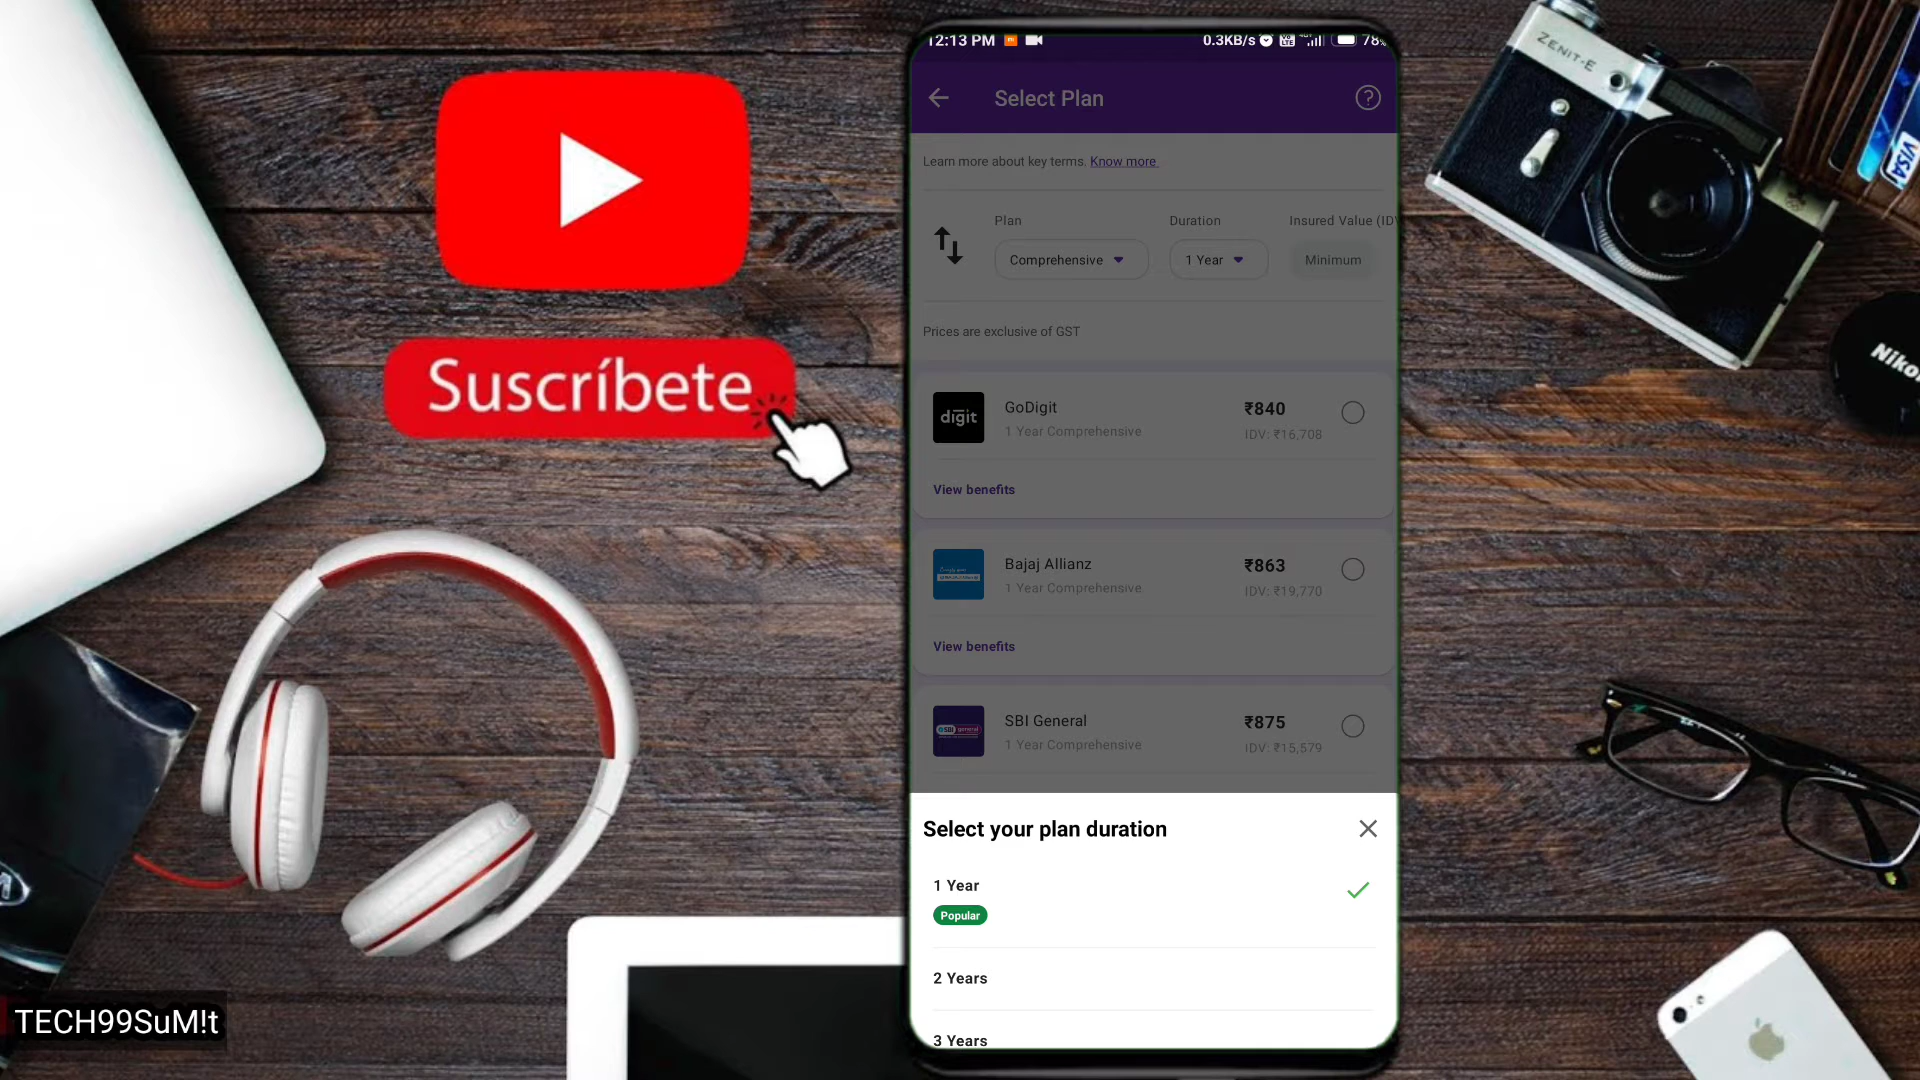 12:13 PM
0.3KB/s
78%
Select Plan
Learn more about key terms. Know more
Plan
Duration
Insured Value (IDV
Comprehensive
1 Year
Minimum
Prices are exclusive of GST
digit
GoDigit
₹840
1 Year Comprehensive
IDV: ₹16,708
View benefits
Bajaj Allianz
₹863
1 Year Comprehensive
IDV: ₹19,770
View benefits
SBI general
SBI General
₹875
1 Year Comprehensive
IDV: ₹15,579
Select your plan duration
1 Year
Popular
2 Years
3 Years
Suscríbete
TECH99SuM!t
ZENIT-E
VISA
Niko